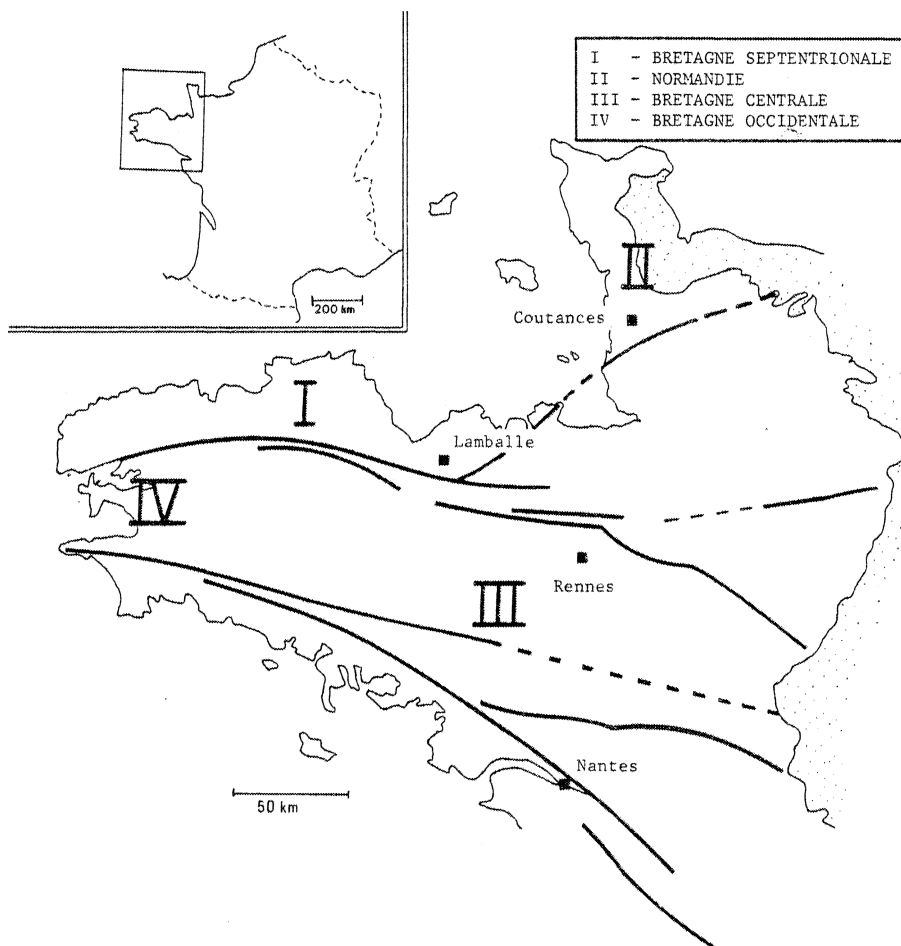 I - BRETAGNE SEPTENTRIONALE
II - NORMANDIE
III - BRETAGNE CENTRALE
IV - BRETAGNE OCCIDENTALE
200 km
II
Coutances
I
Lamballe
IV
Rennes
III
Nantes
50 km